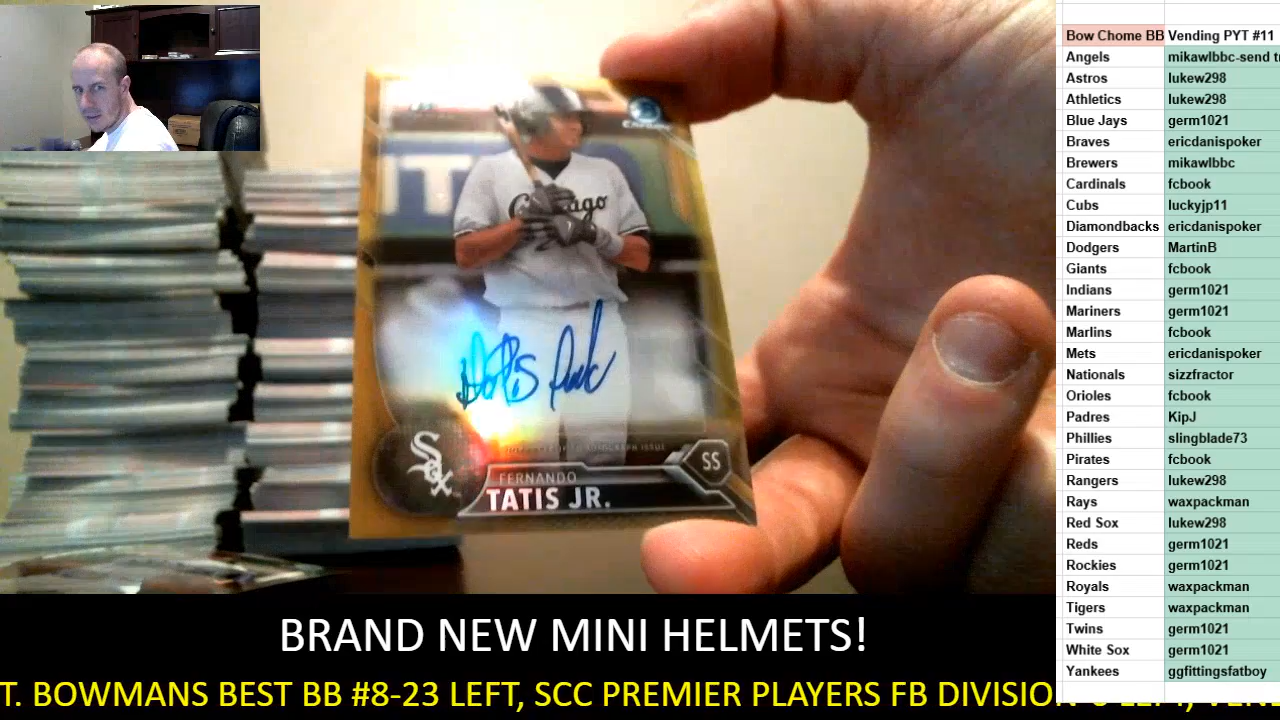 Bow Chome BB Vending PYT #11
Angels mikawlbbc-send t
Astros lukew298
Athletics lukew298
Blue Jays germ1021
Braves ericdanispoker
Brewers mikawlbbc
Cardinals fcbook
Cubs luckyjp11
Diamondbacks ericdanispoker
Dodgers MartinB
Giants fcbook
Indians germ1021
Mariners germ1021
Marlins fcbook
Mets ericdanispoker
Nationals sizzfractor
Orioles fcbook
Padres KipJ
Phillies slingblade73
Pirates fcbook
Rangers lukew298
Rays waxpackman
Red Sox lukew298
Reds germ1021
Rockies germ1021
Royals waxpackman
Tigers waxpackman
Twins germ1021
White Sox germ1021
Yankees ggfittingsfatboy
Chicago
Sox
SS
FERNANDO
TATIS JR.
BRAND NEW MINI HELMETS!
T. BOWMANS BEST BB #8-23 LEFT, SCC PREMIER PLAYERS FB DIVISIO